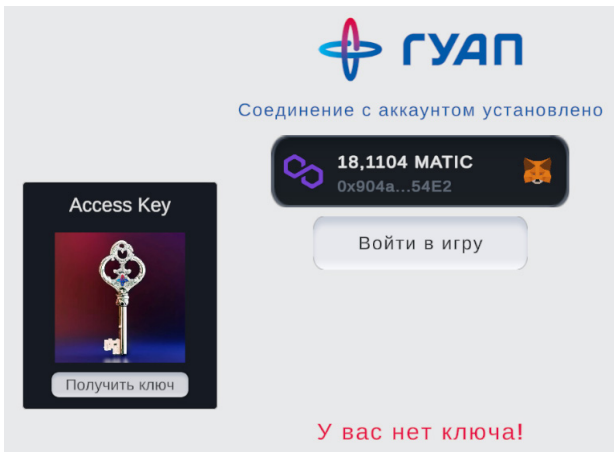 ГУАП
Соединение с аккаунтом установлено
18,1104 MATIC
0x904a...54E2
Войти в игру
Access Key
Получить ключ
У вас нет ключа!